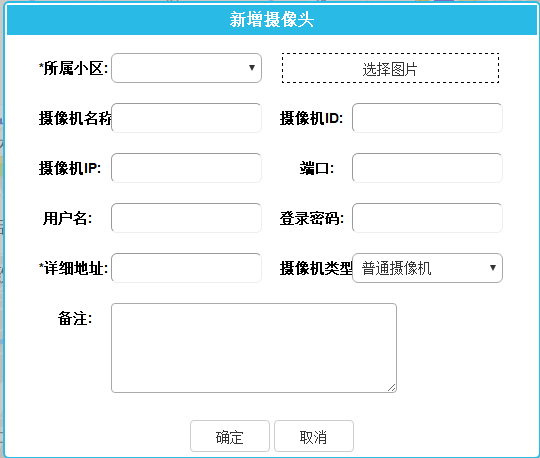 新增摄像头
*所属小区: 选择图片
摄像机名称 摄像机ID:
摄像机IP: 端口:
用户名: 登录密码:
*详细地址: 摄像机类型 普通摄像机
备注:
确定 取消